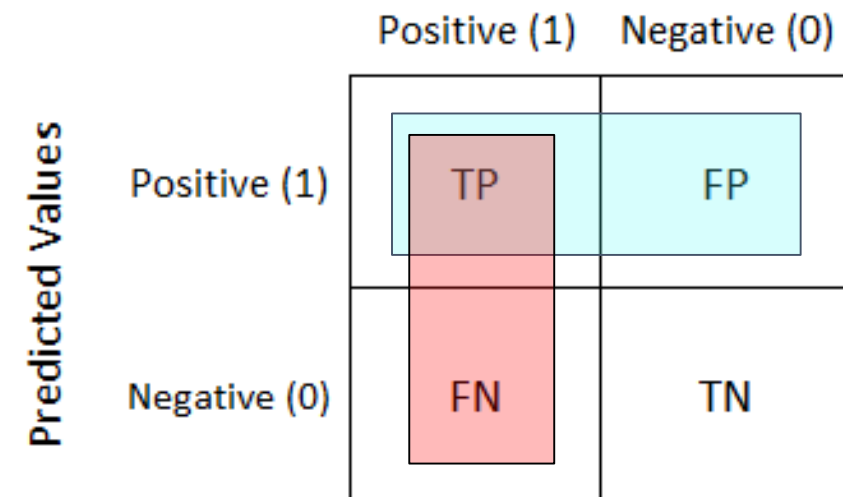 Positive (1) Negative (0)
Predicted Values
Positive (1) TP FP
Negative (0) FN TN